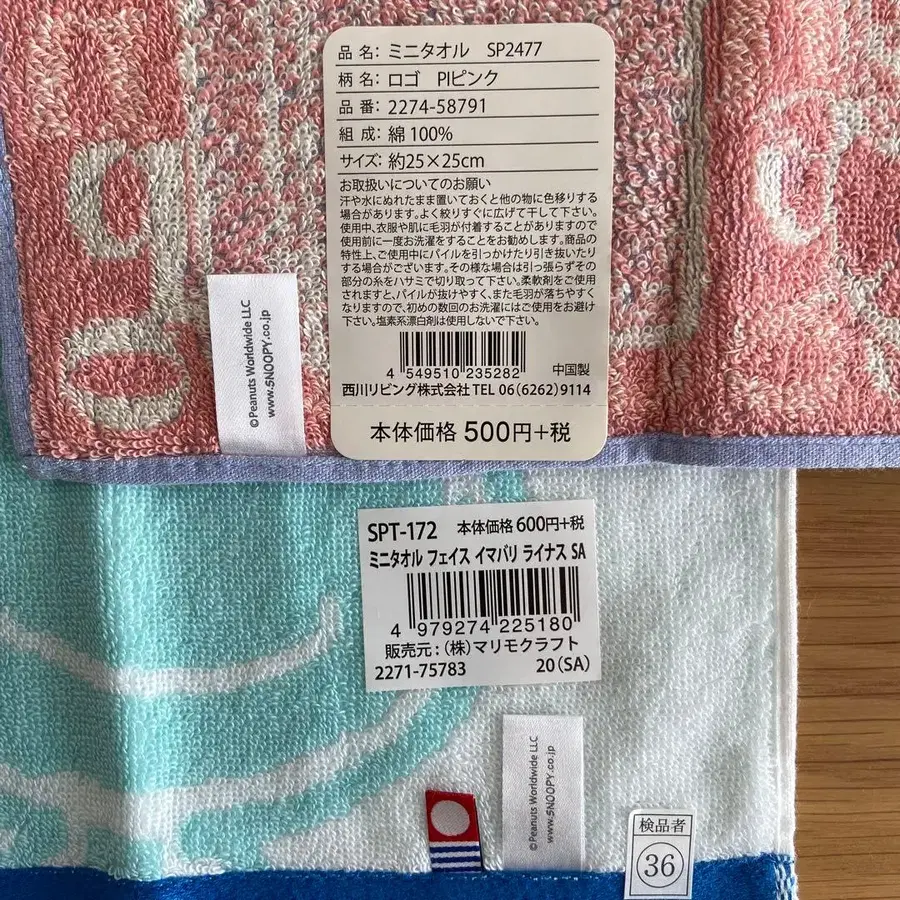 品 名: ミニタオル SP2477
柄 名: ロゴ PIピンク
品 番: 2274-58791
組 成: 綿100%
サイズ: 約25×25cm
お取扱いについてのお願い
汗や水にぬれたまま置いておくと他の物に色移りする
場合があります。よく絞りすぐに広げて干して下さい。
使用中、衣服や肌に毛羽が付着することがありますので
使用前に一度お洗濯をすることをお勧めします。商品の
特性上、ご使用中にパイルを引っかけたり引き抜いたり
する場合がございます。その様な場合は引っ張らずその
部分の糸をハサミで切り取って下さい。柔軟剤をご使用
されますと、パイルが抜けやすく、また毛羽が落ちやすく
なりますので、初めの数回のお洗濯にはご使用をお避け
下さい。塩素系漂白剤は使用しないで下さい。
4 549510 235282
中国製
西川リビング株式会社 TEL 06(6262)9114
本体価格 500円+税
©Peanuts Worldwide LLC
www.SNOOPY.co.jp
SPT-172 本体価格 600円+税
ミニタオル フェイス イマバリ ライナス SA
4 979274 225180
販売元:(株)マリモクラフト
2271-75783 20(SA)
©Peanuts Worldwide LLC
www.SNOOPY.co.jp
検品者
36